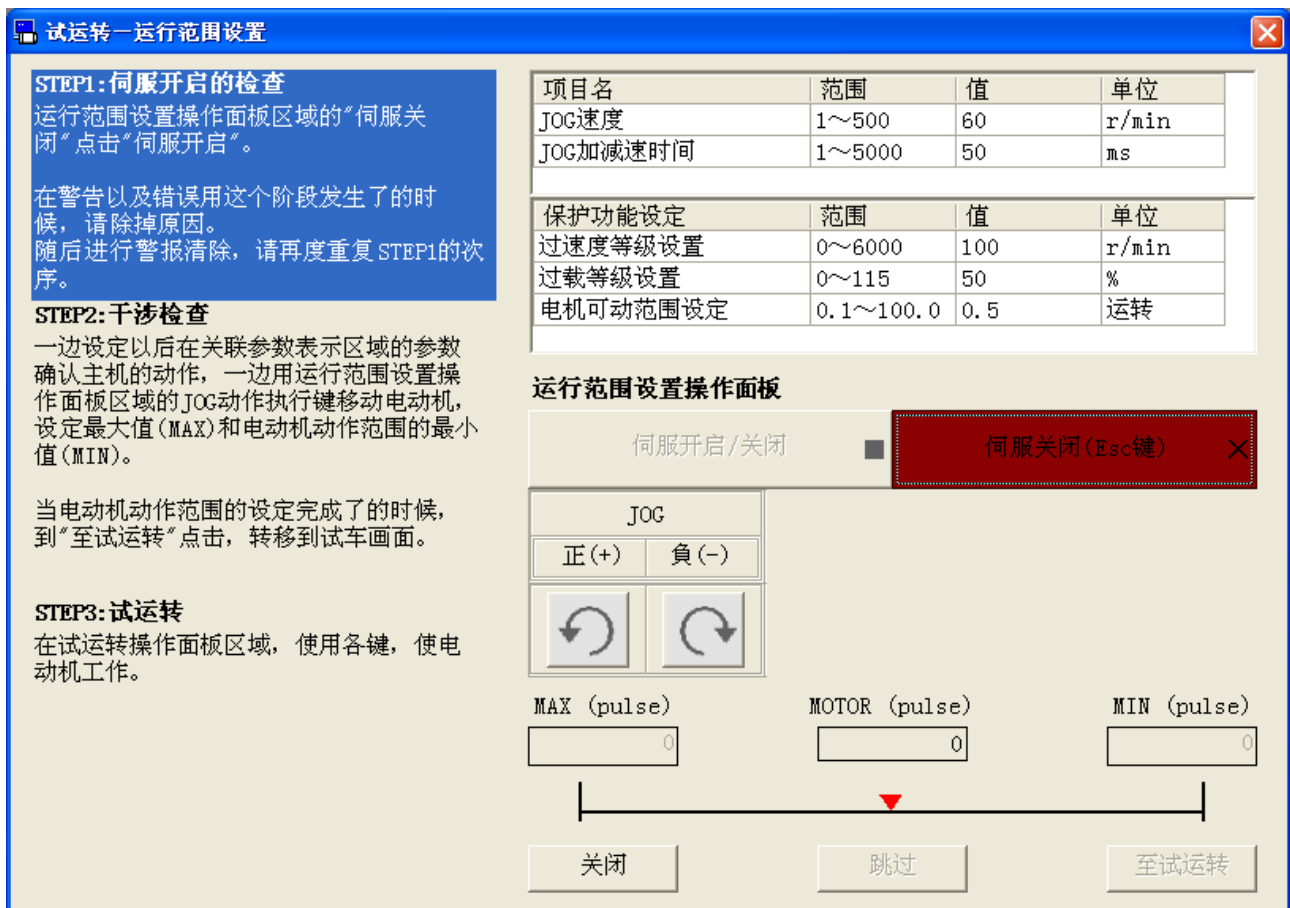 试运转－运行范围设置
STEP1:伺服开启的检查
运行范围设置操作面板区域的"伺服关
闭"点击"伺服开启"。
在警告以及错误用这个阶段发生了的时
候，请除掉原因。
随后进行警报清除，请再度重复STEP1的次
序。
STEP2:干涉检查
一边设定以后在关联参数表示区域的参数
确认主机的动作，一边用运行范围设置操
作面板区域的JOG动作执行键移动电动机，
设定最大值(MAX)和电动机动作范围的最小
值(MIN)。
当电动机动作范围的设定完成了的时候，
到"至试运转"点击，转移到试车画面。
STEP3:试运转
在试运转操作面板区域，使用各键，使电
动机工作。
项目名 范围 值 单位
JOG速度 1～500 60 r/min
JOG加减速时间 1～5000 50 ms
保护功能设定 范围 值 单位
过速度等级设置 0～6000 100 r/min
过载等级设置 0～115 50 %
电机可动范围设定 0.1～100.0 0.5 运转
运行范围设置操作面板
伺服开启/关闭 伺服关闭(Esc键)
JOG
正(+) 負(-)
MAX (pulse) MOTOR (pulse) MIN (pulse)
0 0 0
关闭 跳过 至试运转